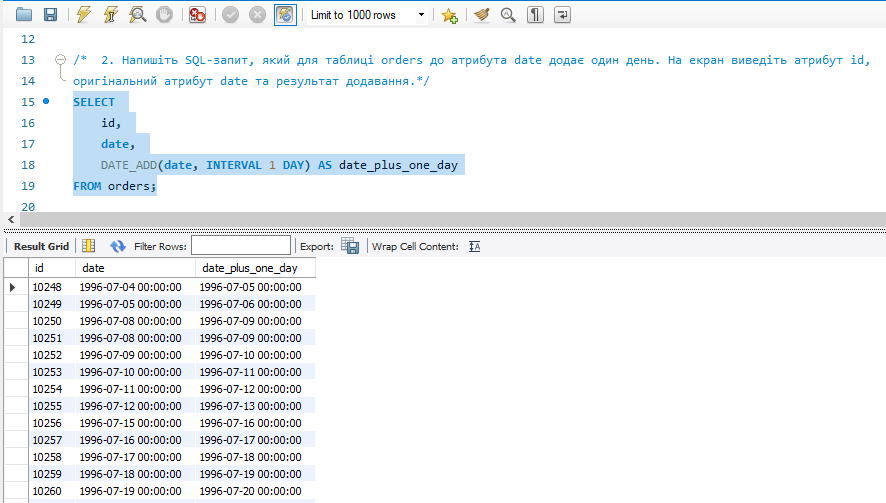 Limit to 1000 rows
12
13 /* 2. Напишіть SQL-запит, який для таблиці orders до атрибута date додає один день. На екран виведіть атрибут id,
14 оригінальний атрибут date та результат додавання.*/
15 SELECT
16 id,
17 date,
18 DATE_ADD(date, INTERVAL 1 DAY) AS date_plus_one_day
19 FROM orders;
20
Result Grid Filter Rows: Export: Wrap Cell Content: IA
id date date_plus_one_day
10248 1996-07-04 00:00:00 1996-07-05 00:00:00
10249 1996-07-05 00:00:00 1996-07-06 00:00:00
10250 1996-07-08 00:00:00 1996-07-09 00:00:00
10251 1996-07-08 00:00:00 1996-07-09 00:00:00
10252 1996-07-09 00:00:00 1996-07-10 00:00:00
10253 1996-07-10 00:00:00 1996-07-11 00:00:00
10254 1996-07-11 00:00:00 1996-07-12 00:00:00
10255 1996-07-12 00:00:00 1996-07-13 00:00:00
10256 1996-07-15 00:00:00 1996-07-16 00:00:00
10257 1996-07-16 00:00:00 1996-07-17 00:00:00
10258 1996-07-17 00:00:00 1996-07-18 00:00:00
10259 1996-07-18 00:00:00 1996-07-19 00:00:00
10260 1996-07-19 00:00:00 1996-07-20 00:00:00